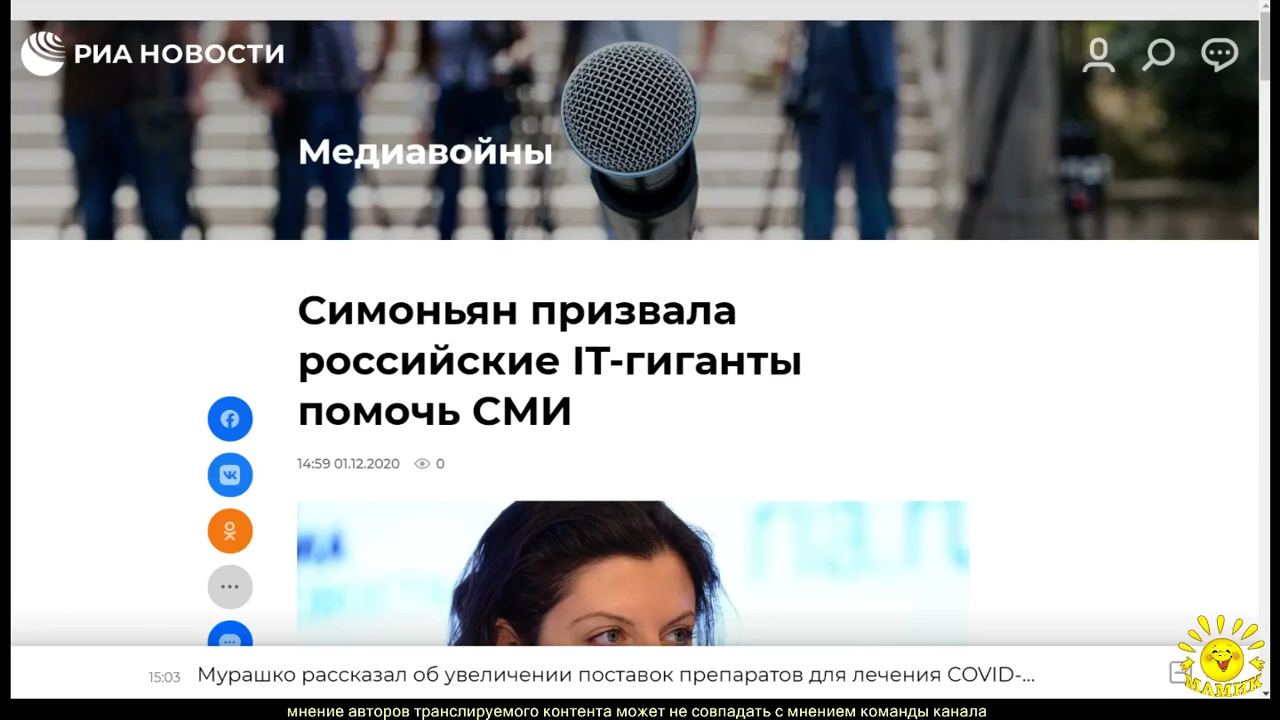 РИА НОВОСТИ
Медиавойны
Симоньян призвала
российские IT-гиганты
помочь СМИ
14:59 01.12.2020 0
15:03 Мурашко рассказал об увеличении поставок препаратов для лечения COVID-...
МАМИК
мнение авторов транслируемого контента может не совпадать с мнением команды канала